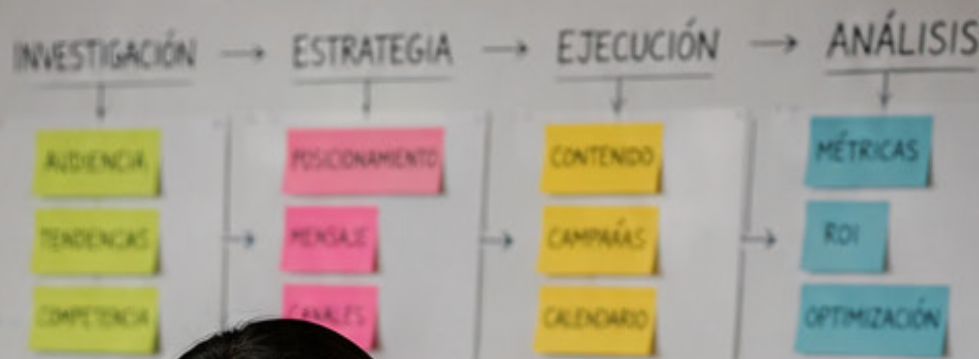 INVESTIGACIÓN → ESTRATEGIA → EJECUCIÓN → ANÁLISIS
AUDIENCIA
TENDENCIAS
COMPETENCIA
POSICIONAMIENTO
MENSAJE
CANALES
CONTENIDO
CAMPAÑAS
CALENDARIO
MÉTRICAS
ROI
OPTIMIZACIÓN